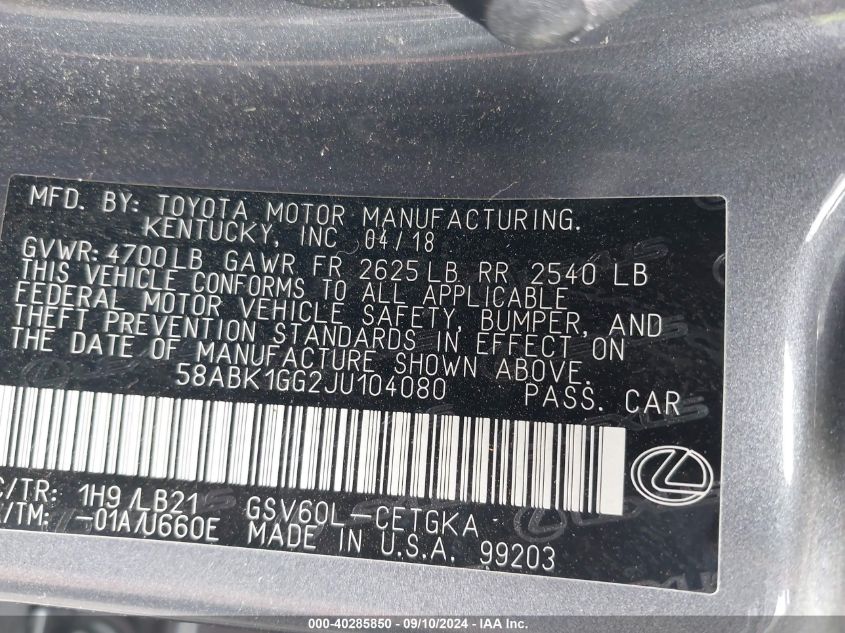 MFD. BY: TOYOTA MOTOR MANUFACTURING.
KENTUCKY, INC 04/18
GVWR: 4700 LB GAWR FR 2625 LB RR 2540 LB
THIS VEHICLE CONFORMS TO ALL APPLICABLE
FEDERAL MOTOR VEHICLE SAFETY, BUMPER, AND
THEFT PREVENTION STANDARDS IN EFFECT ON
THE DATE OF MANUFACTURE SHOWN ABOVE.
58ABK1GG2JU104080 PASS. CAR
C/TR: 1H9 /LB21 GSV60L-CETGKA
/TM: -01A/U660E MADE IN U.S.A. 99203
000-40285850 - 09/10/2024 - IAA Inc.